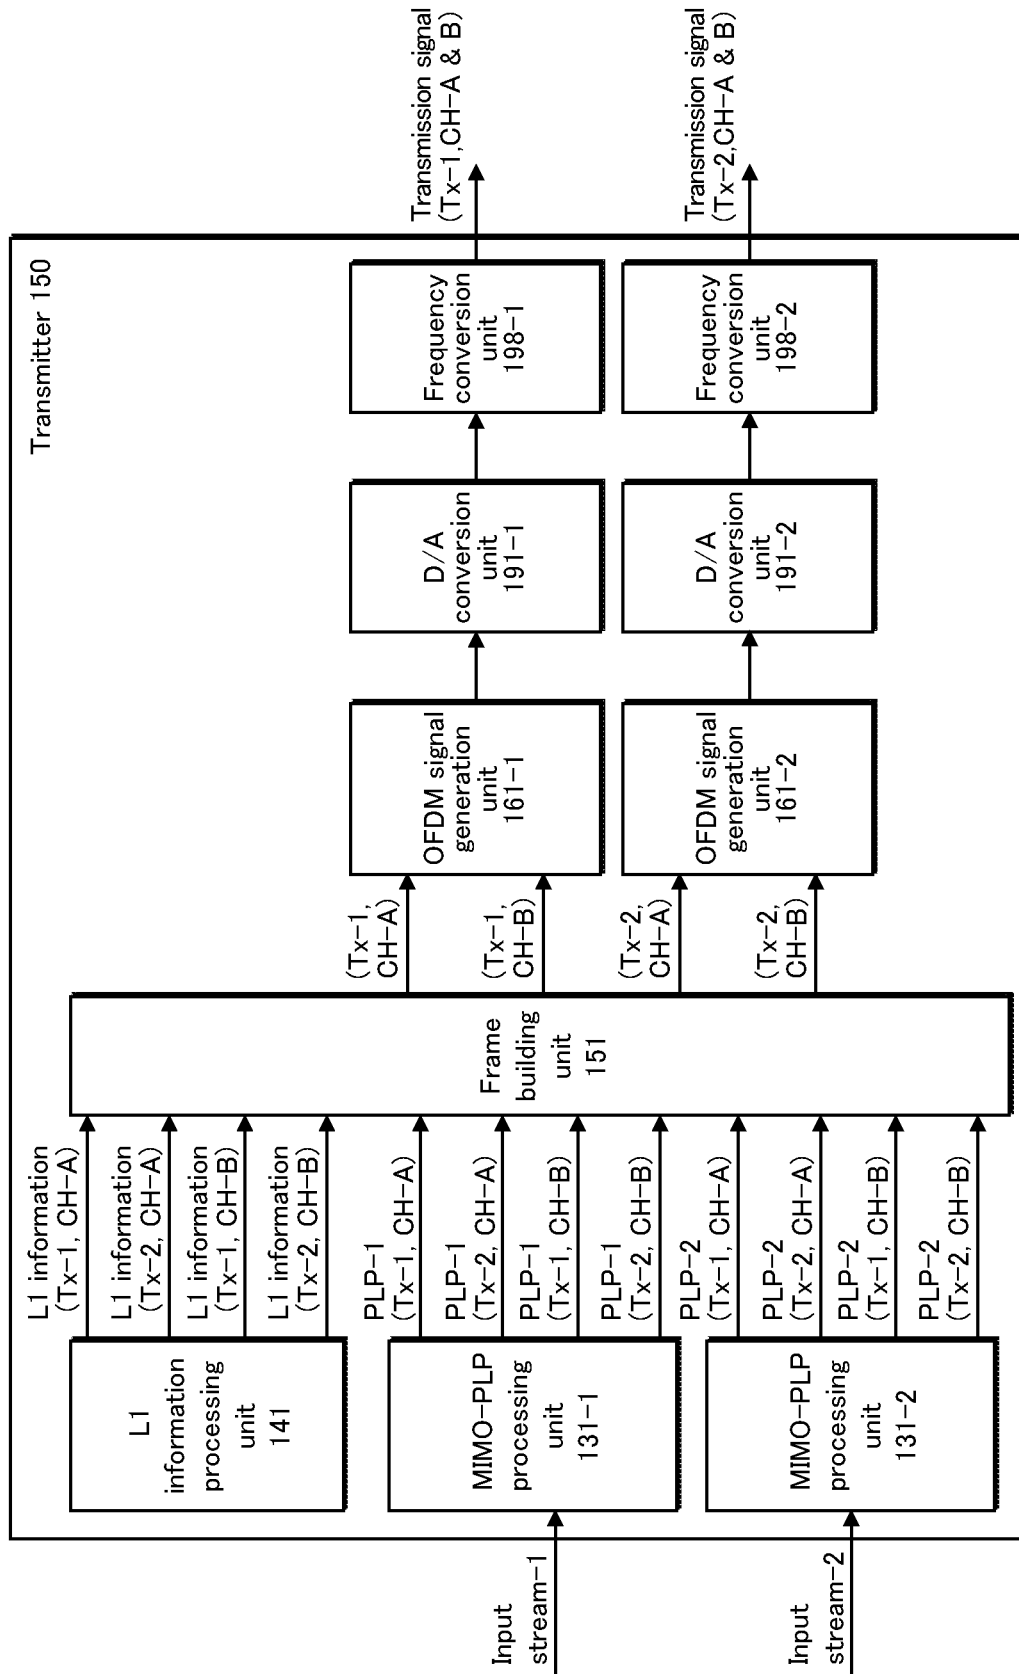 Transmitter 150
Input
stream-1
Input
stream-2
L1
information
processing
unit
141
MIMO-PLP
processing
unit
131-1
MIMO-PLP
processing
unit
131-2
L1 information
(Tx-1, CH-A)
L1 information
(Tx-2, CH-A)
L1 information
(Tx-1, CH-B)
L1 information
(Tx-2, CH-B)
PLP-1
(Tx-1, CH-A)
PLP-1
(Tx-2, CH-A)
PLP-1
(Tx-1, CH-B)
PLP-1
(Tx-2, CH-B)
PLP-2
(Tx-1, CH-A)
PLP-2
(Tx-2, CH-A)
PLP-2
(Tx-1, CH-B)
PLP-2
(Tx-2, CH-B)
Frame
building
unit
151
(Tx-1,
CH-A)
(Tx-1,
CH-B)
(Tx-2,
CH-A)
(Tx-2,
CH-B)
OFDM signal
generation
unit
161-1
OFDM signal
generation
unit
161-2
D/A
conversion
unit
191-1
D/A
conversion
unit
191-2
Frequency
conversion
unit
198-1
Frequency
conversion
unit
198-2
Transmission signal
(Tx-1,CH-A & B)
Transmission signal
(Tx-2,CH-A & B)